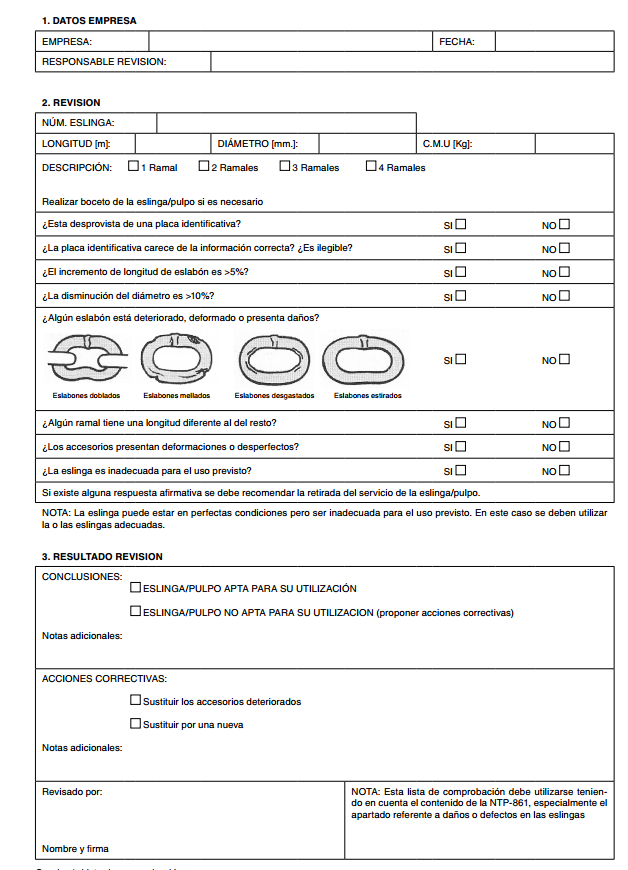 1. DATOS EMPRESA
EMPRESA: FECHA:
RESPONSABLE REVISION:
2. REVISION
NÚM. ESLINGA:
LONGITUD [m]: DIÁMETRO [mm.]: C.M.U [Kg]:
DESCRIPCIÓN: 1 Ramal 2 Ramales 3 Ramales 4 Ramales
Realizar boceto de la eslinga/pulpo si es necesario
¿Esta desprovista de una placa identificativa? SI NO
¿La placa identificativa carece de la información correcta? ¿Es ilegible? SI NO
¿El incremento de longitud de eslabón es >5%? SI NO
¿La disminución del diámetro es >10%? SI NO
¿Algún eslabón está deteriorado, deformado o presenta daños?
SI NO
Eslabones doblados Eslabones mellados Eslabones desgastados Eslabones estirados
¿Algún ramal tiene una longitud diferente al del resto? SI NO
¿Los accesorios presentan deformaciones o desperfectos? SI NO
¿La eslinga es inadecuada para el uso previsto? SI NO
Si existe alguna respuesta afirmativa se debe recomendar la retirada del servicio de la eslinga/pulpo.
NOTA: La eslinga puede estar en perfectas condiciones pero ser inadecuada para el uso previsto. En este caso se deben utilizar
la o las eslingas adecuadas.
3. RESULTADO REVISION
CONCLUSIONES:
ESLINGA/PULPO APTA PARA SU UTILIZACIÓN
ESLINGA/PULPO NO APTA PARA SU UTILIZACION (proponer acciones correctivas)
Notas adicionales:
ACCIONES CORRECTIVAS:
Sustituir los accesorios deteriorados
Sustituir por una nueva
Notas adicionales:
Revisado por:
Nombre y firma
NOTA: Esta lista de comprobación debe utilizarse tenien-
do en cuenta el contenido de la NTP-861, especialmente el
apartado referente a daños o defectos en las eslingas